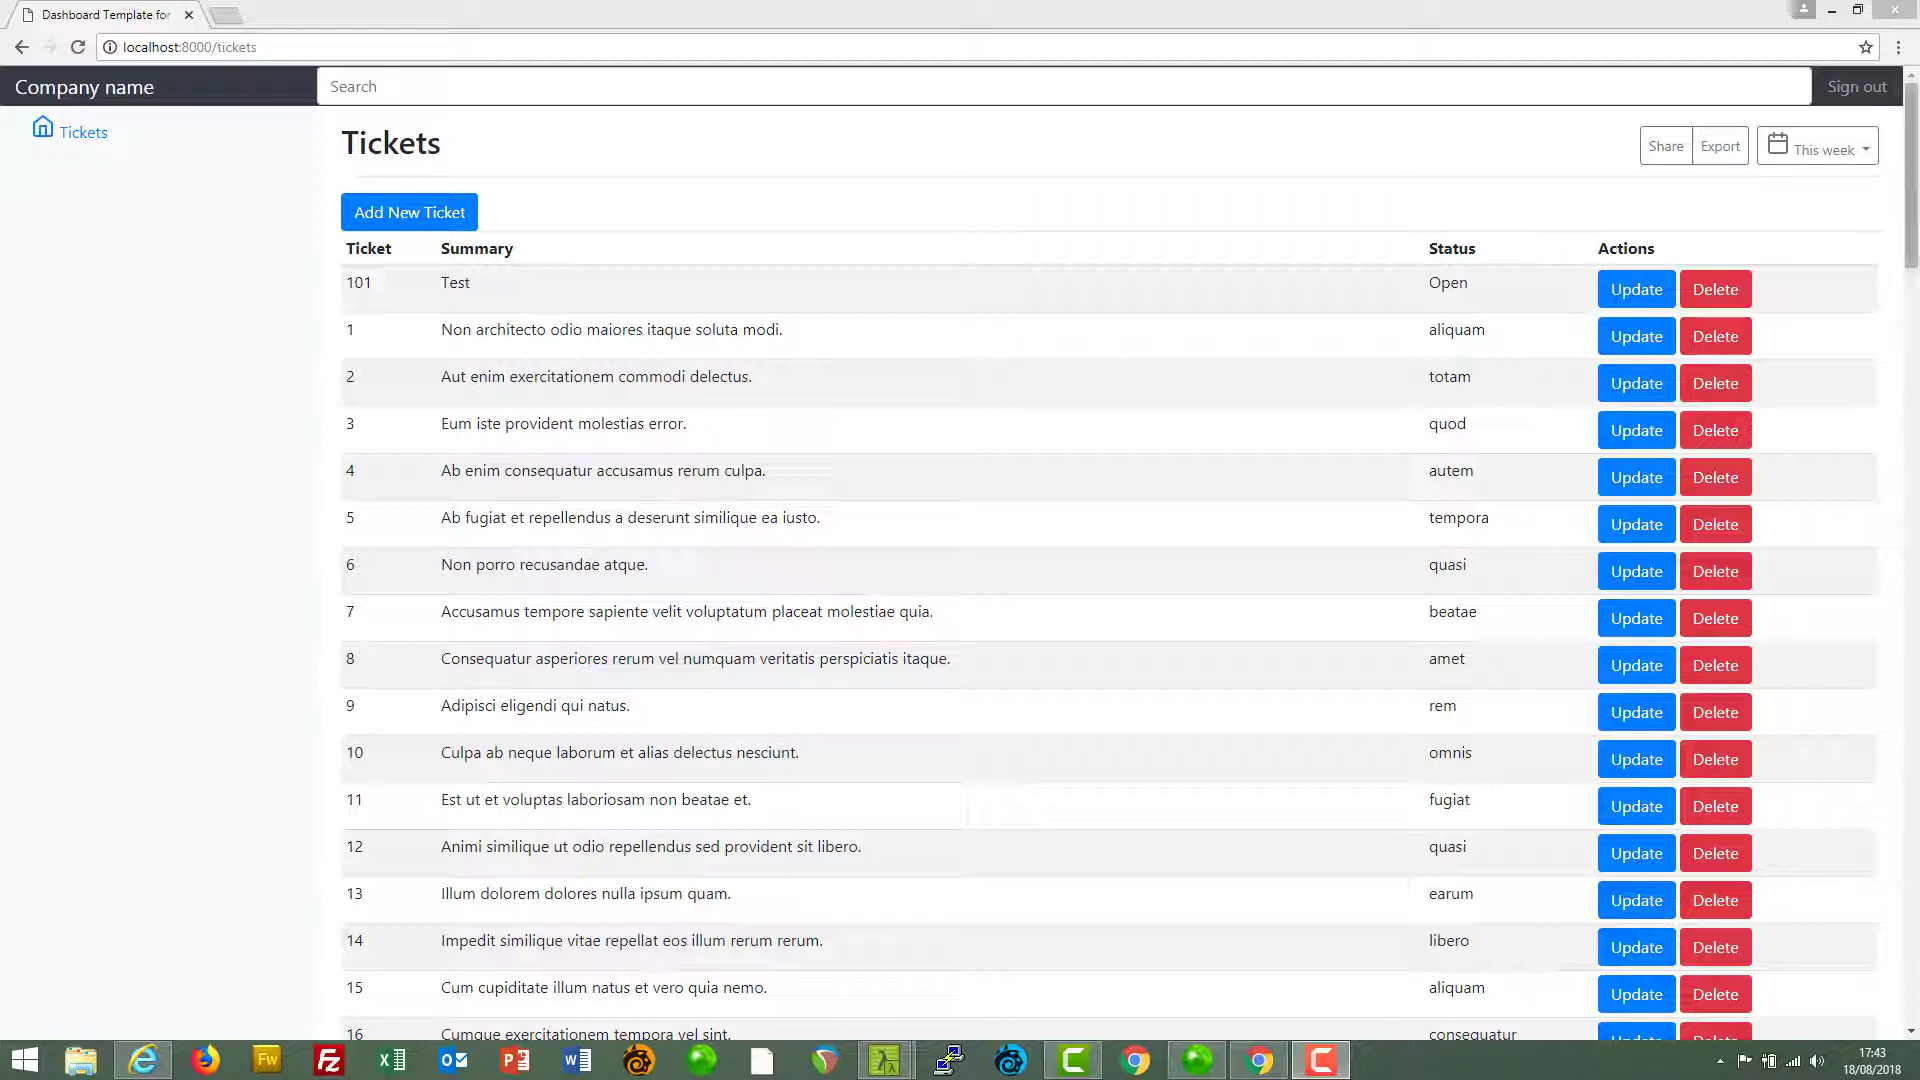 Dashboard Template for
localhost:8000/tickets
Company name
Search
Sign out
Tickets
Tickets
Share
Export
This week
Add New Ticket
Ticket Summary Status Actions
101 Test Open Update Delete
1 Non architecto odio maiores itaque soluta modi. aliquam Update Delete
2 Aut enim exercitationem commodi delectus. totam Update Delete
3 Eum iste provident molestias error. quod Update Delete
4 Ab enim consequatur accusamus rerum culpa. autem Update Delete
5 Ab fugiat et repellendus a deserunt similique ea iusto. tempora Update Delete
6 Non porro recusandae atque. quasi Update Delete
7 Accusamus tempore sapiente velit voluptatum placeat molestiae quia. beatae Update Delete
8 Consequatur asperiores rerum vel numquam veritatis perspiciatis itaque. amet Update Delete
9 Adipisci eligendi qui natus. rem Update Delete
10 Culpa ab neque laborum et alias delectus nesciunt. omnis Update Delete
11 Est ut et voluptas laboriosam non beatae et. fugiat Update Delete
12 Animi similique ut odio repellendus sed provident sit libero. quasi Update Delete
13 Illum dolorem dolores nulla ipsum quam. earum Update Delete
14 Impedit similique vitae repellat eos illum rerum rerum. libero Update Delete
15 Cum cupiditate illum natus et vero quia nemo. aliquam Update Delete
16 Cumque exercitationem tempora vel sint. consequatur Update Delete
Fw
17:43
18/08/2018